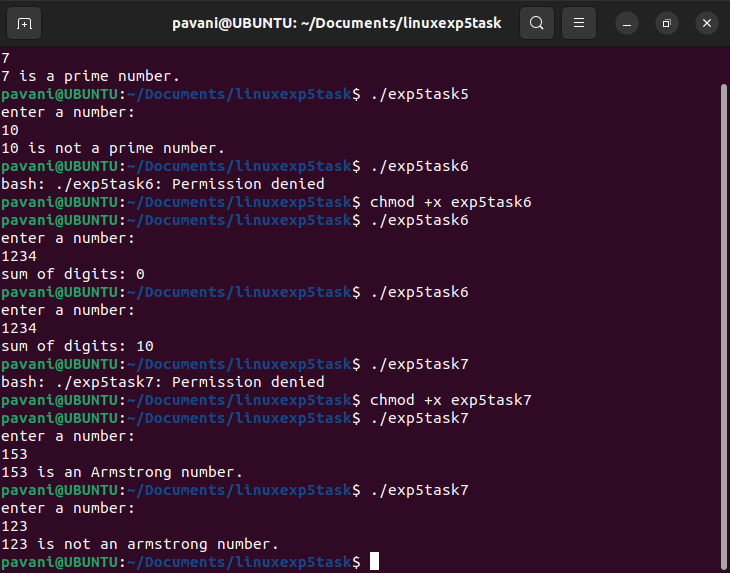 pavani@UBUNTU: ~/Documents/linuxexp5task
7
7 is a prime number.
pavani@UBUNTU:~/Documents/linuxexp5task$ ./exp5task5
enter a number:
10
10 is not a prime number.
pavani@UBUNTU:~/Documents/linuxexp5task$ ./exp5task6
bash: ./exp5task6: Permission denied
pavani@UBUNTU:~/Documents/linuxexp5task$ chmod +x exp5task6
pavani@UBUNTU:~/Documents/linuxexp5task$ ./exp5task6
enter a number:
1234
sum of digits: 0
pavani@UBUNTU:~/Documents/linuxexp5task$ ./exp5task6
enter a number:
1234
sum of digits: 10
pavani@UBUNTU:~/Documents/linuxexp5task$ ./exp5task7
bash: ./exp5task7: Permission denied
pavani@UBUNTU:~/Documents/linuxexp5task$ chmod +x exp5task7
pavani@UBUNTU:~/Documents/linuxexp5task$ ./exp5task7
enter a number:
153
153 is an Armstrong number.
pavani@UBUNTU:~/Documents/linuxexp5task$ ./exp5task7
enter a number:
123
123 is not an armstrong number.
pavani@UBUNTU:~/Documents/linuxexp5task$